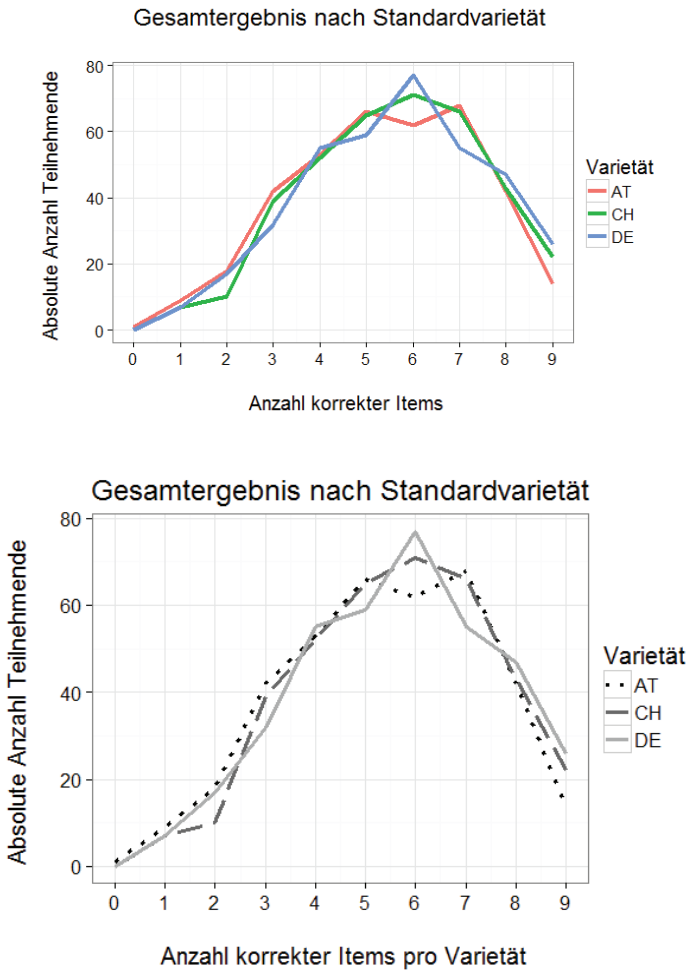 Gesamtergebnis nach Standardvarietät
Absolute Anzahl Teilnehmende
80
60
40
20
0
0 1 2 3 4 5 6 7 8 9
Anzahl korrekter Items
Varietät
AT
CH
DE
Gesamtergebnis nach Standardvarietät
Absolute Anzahl Teilnehmende
80
60
40
20
0
0 1 2 3 4 5 6 7 8 9
Anzahl korrekter Items pro Varietät
Varietät
AT
CH
DE